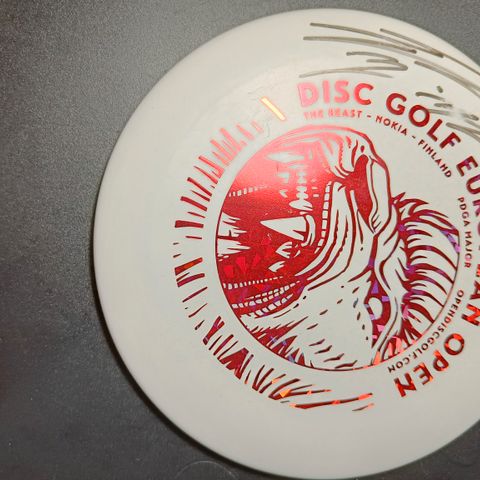 DISC GOLF EUROPEAN OPEN
THE BEAST - NOKIA - FINLAND
PDGA MAJOR
OPENDISCGOLF.COM